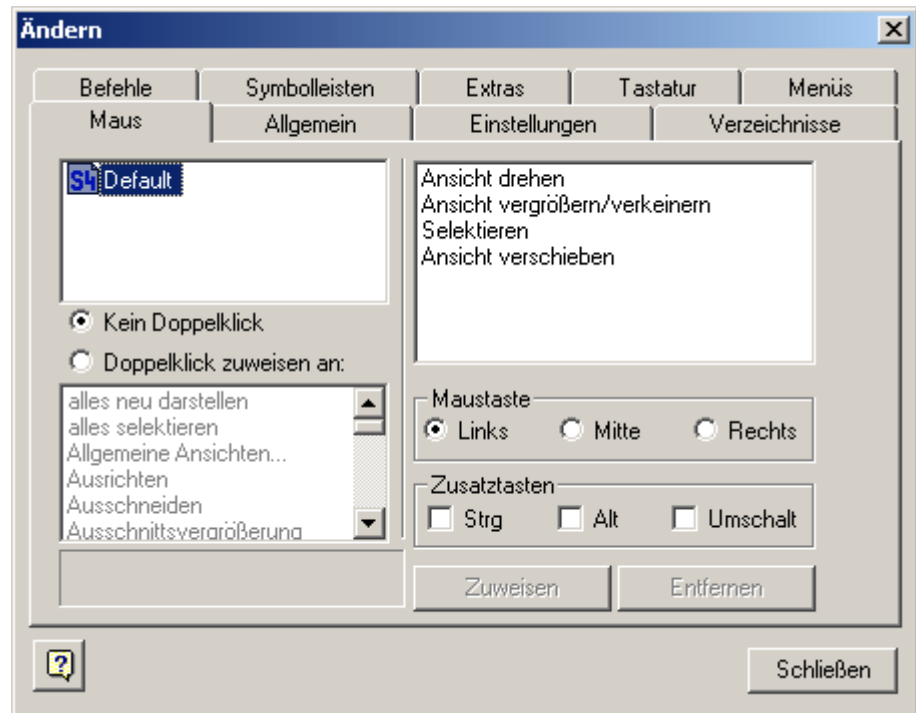 Ändern
Befehle Symbolleisten Extras Tastatur Menüs
Maus Allgemein Einstellungen Verzeichnisse
S4 Default
Kein Doppelklick
Doppelklick zuweisen an:
alles neu darstellen
alles selektieren
Allgemeine Ansichten...
Ausrichten
Ausschneiden
Ausschnittsvergrößerung
Ansicht drehen
Ansicht vergrößern/verkeinern
Selektieren
Ansicht verschieben
Maustaste
Links Mitte Rechts
Zusatztasten
Strg Alt Umschalt
Zuweisen Entfernen
? Schließen